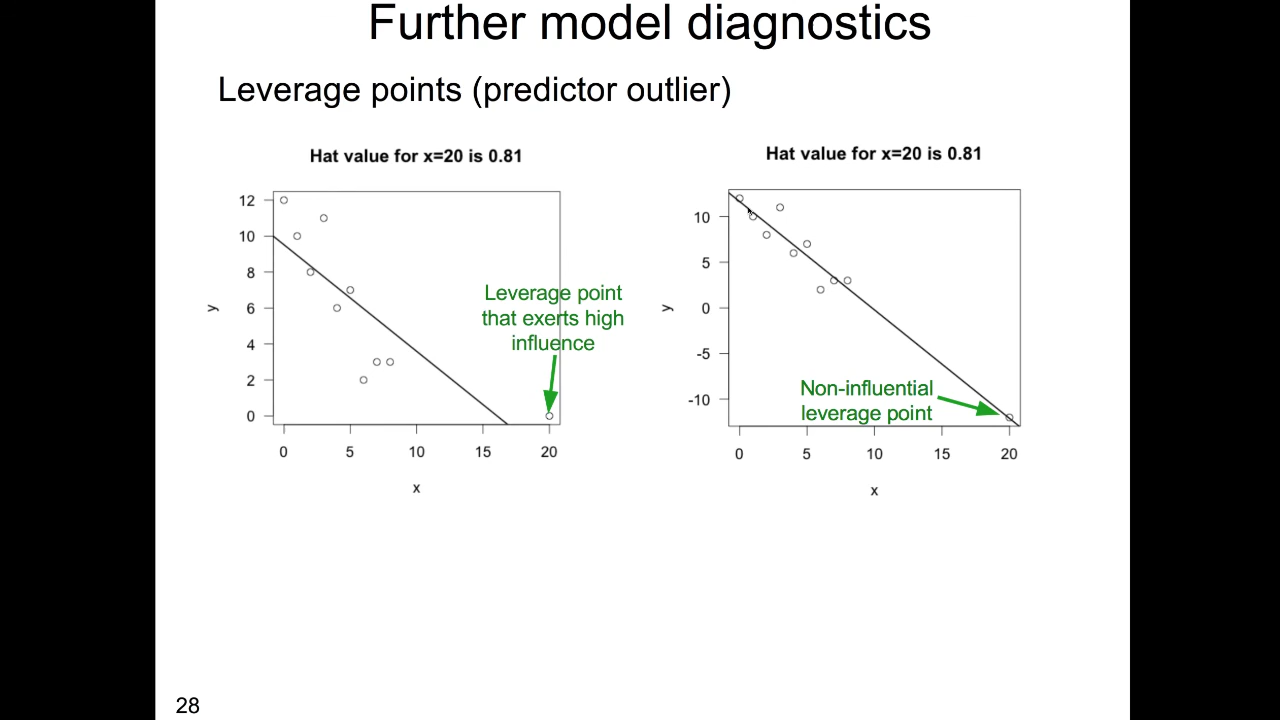 Further model diagnostics
Leverage points (predictor outlier)
Hat value for x=20 is 0.81
12
10
8
6
4
2
0
y
0 5 10 15 20
x
Leverage point
that exerts high
influence
Hat value for x=20 is 0.81
10
5
0
-5
-10
y
0 5 10 15 20
x
Non-influential
leverage point
28